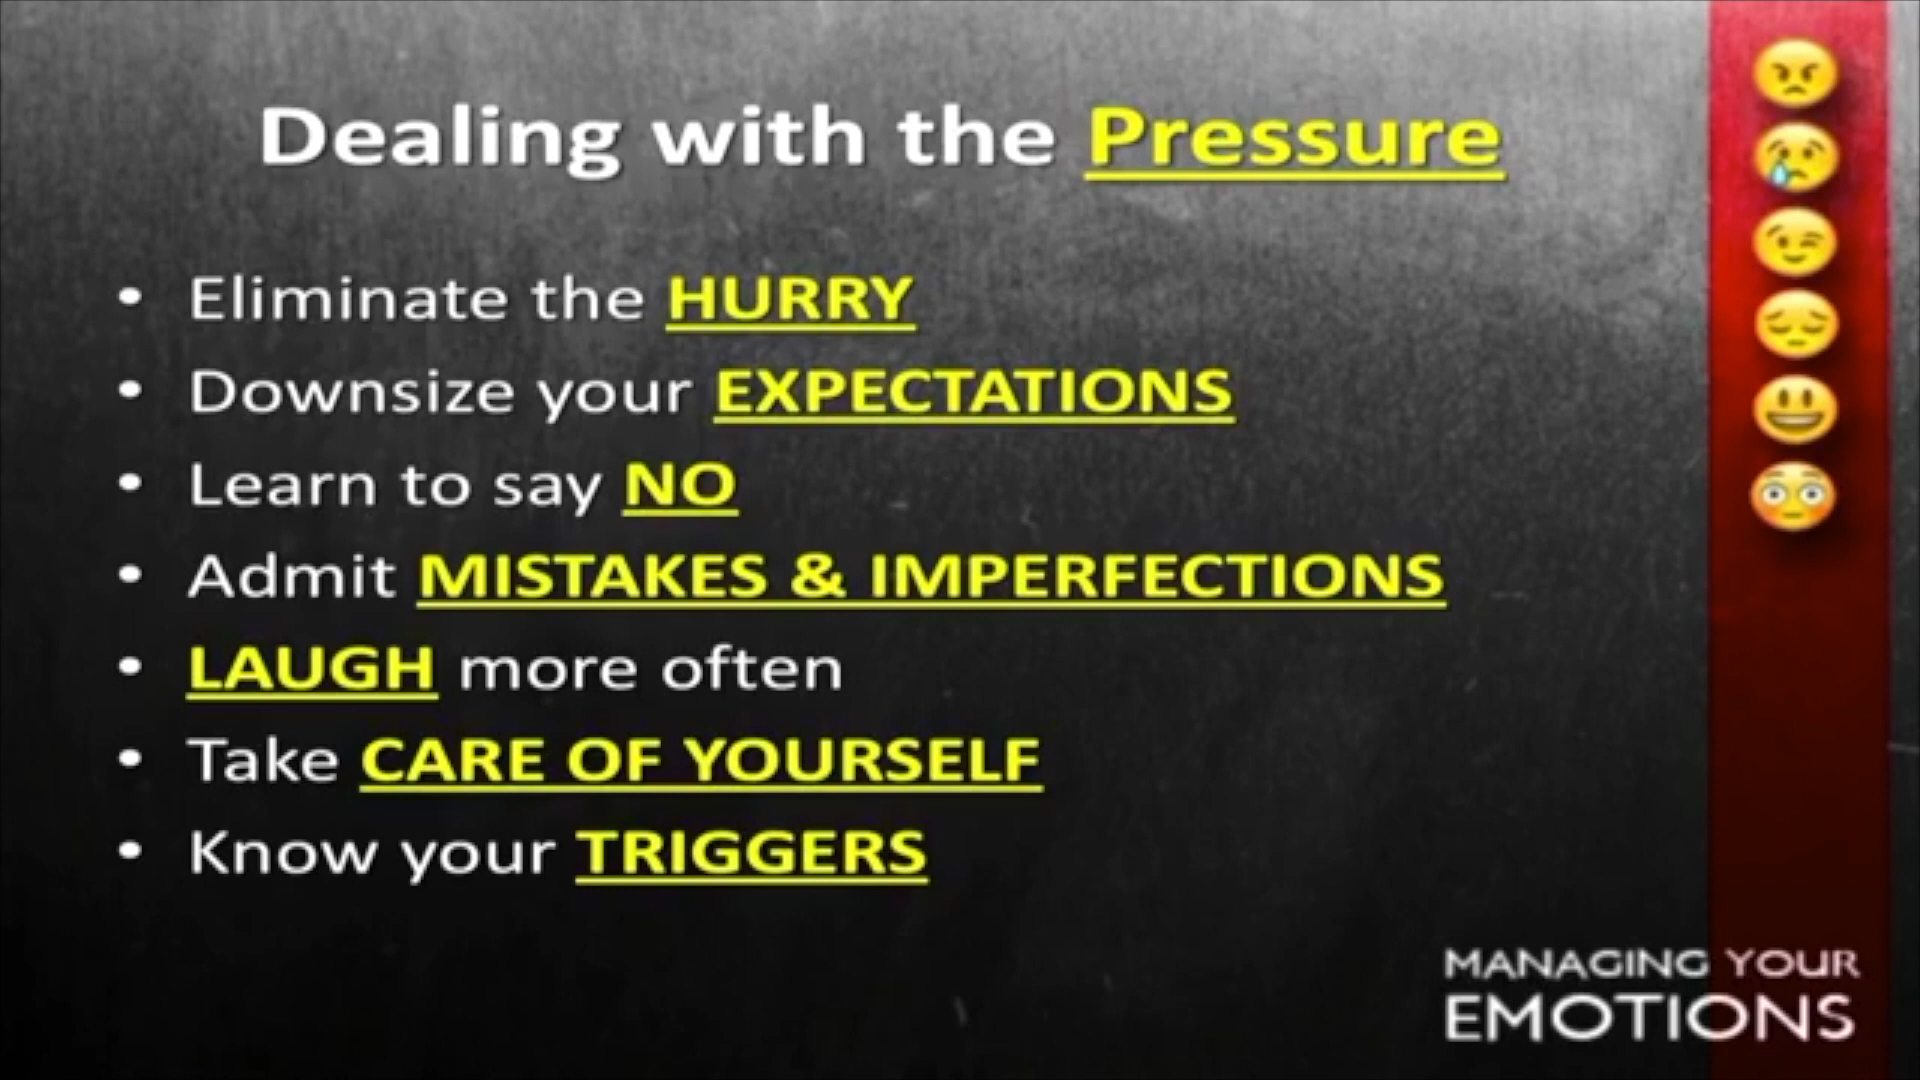 Dealing with the Pressure
• Eliminate the HURRY
• Downsize your EXPECTATIONS
• Learn to say NO
• Admit MISTAKES & IMPERFECTIONS
• LAUGH more often
• Take CARE OF YOURSELF
• Know your TRIGGERS
MANAGING YOUR
EMOTIONS